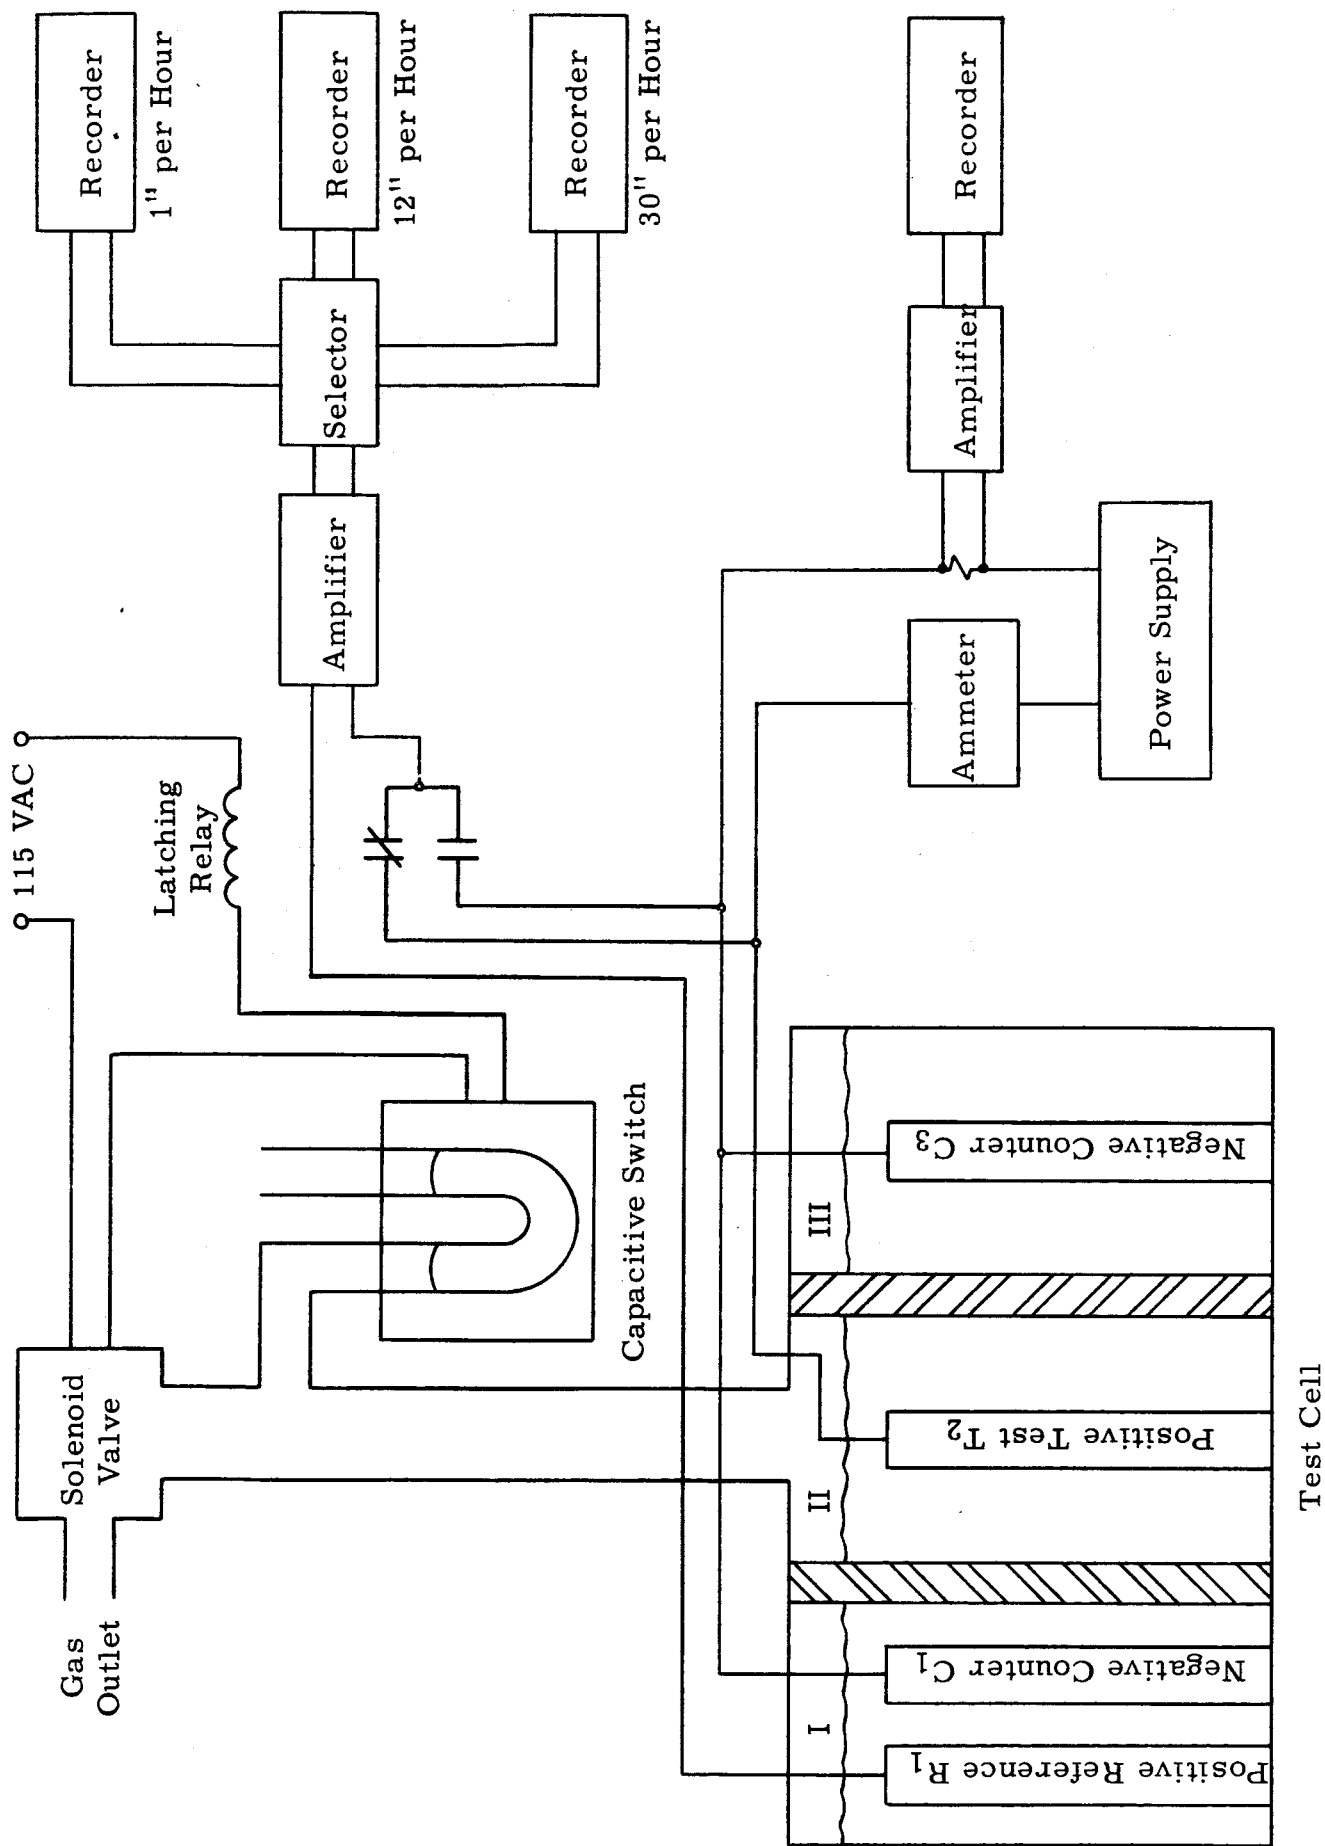 Recorder
1" per Hour
Recorder
12" per Hour
Recorder
30" per Hour
Selector
Amplifier
115 VAC
Latching
Relay
Solenoid
Valve
Gas
Outlet
Capacitive Switch
Recorder
Amplifier
Ammeter
Power Supply
I
II
III
Positive Reference R1
Negative Counter C1
Positive Test T2
Negative Counter C3
Test Cell